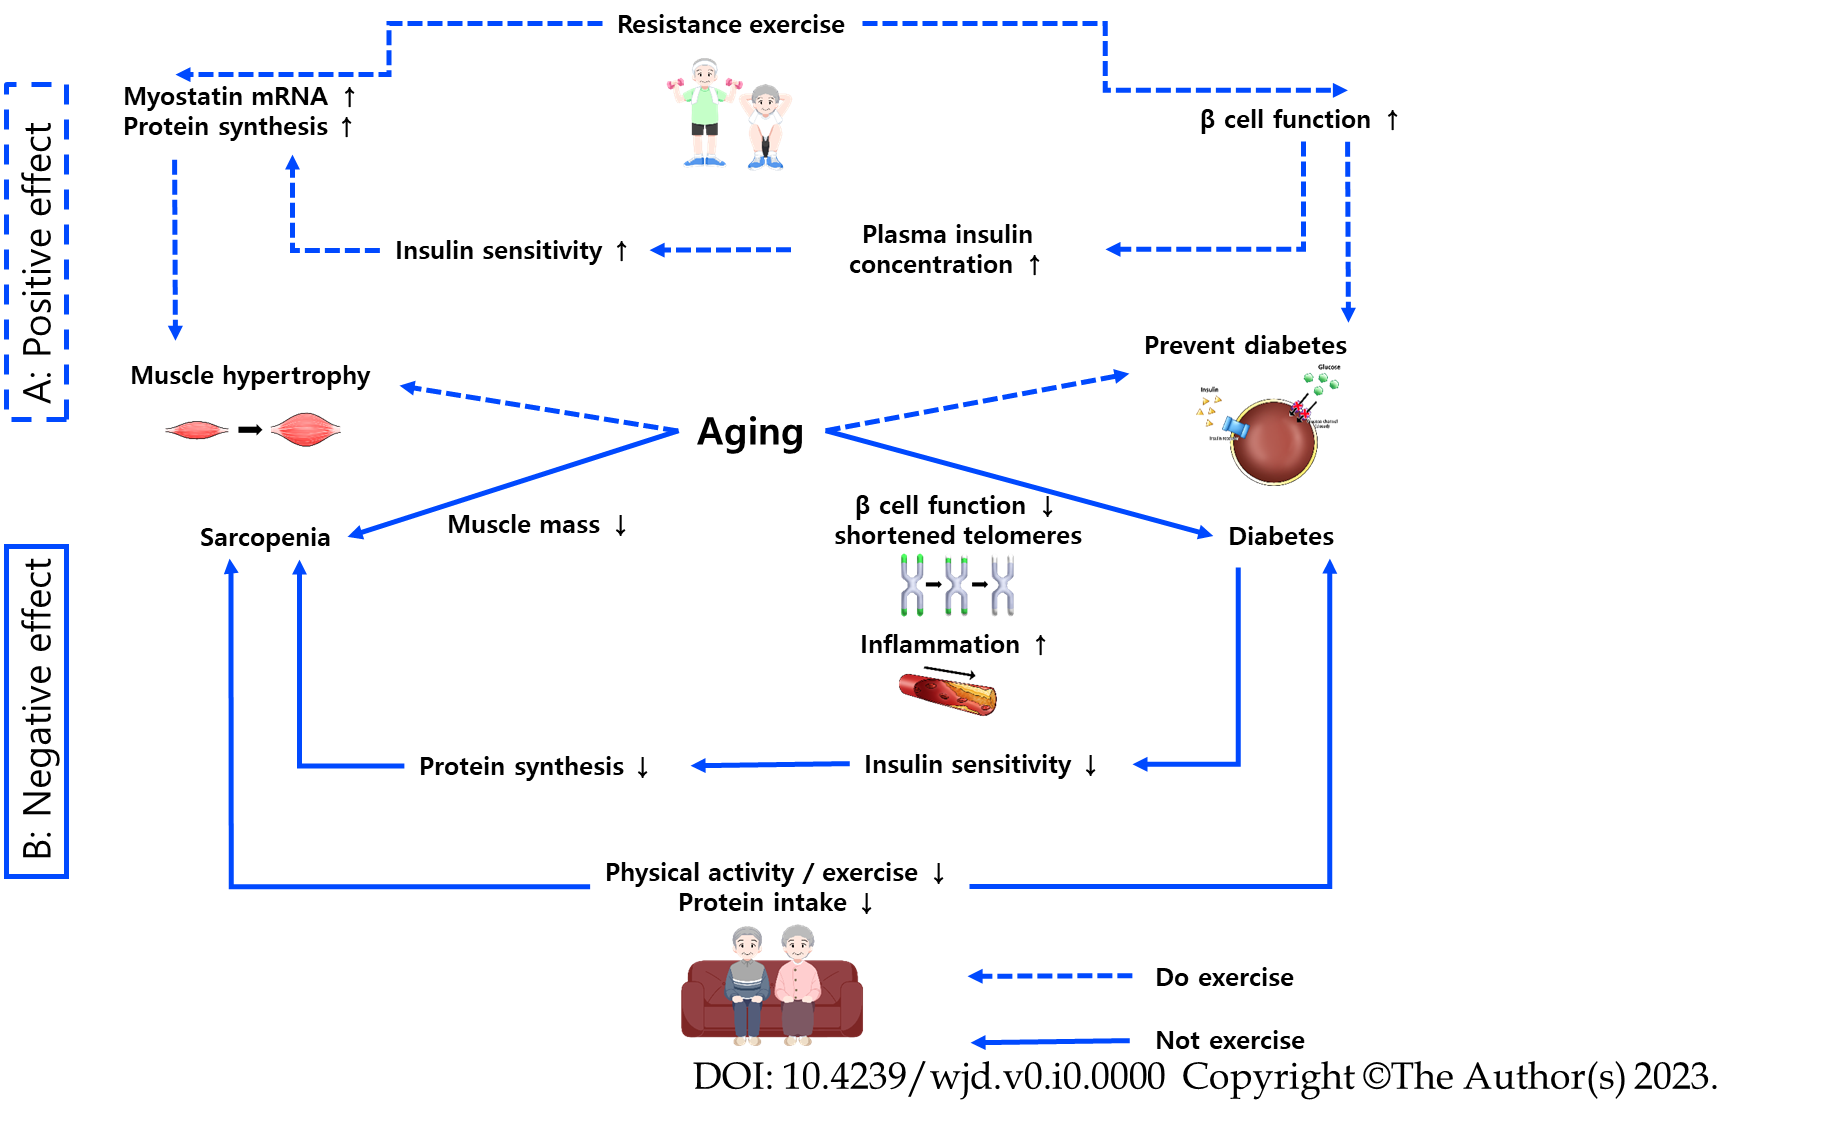 Resistance exercise
Myostatin mRNA ↑
Protein synthesis ↑
β cell function ↑
A: Positive effect
Insulin sensitivity ↑
Plasma insulin
concentration ↑
Prevent diabetes
Muscle hypertrophy
Glucose
Insulin
Aging
β cell function ↓
shortened telomeres
Muscle mass ↓
Sarcopenia
Diabetes
B: Negative effect
Inflammation ↑
Protein synthesis ↓
Insulin sensitivity ↓
Physical activity / exercise ↓
Protein intake ↓
Do exercise
Not exercise
DOI: 10.4239/wjd.v0.i0.0000 Copyright ©The Author(s) 2023.